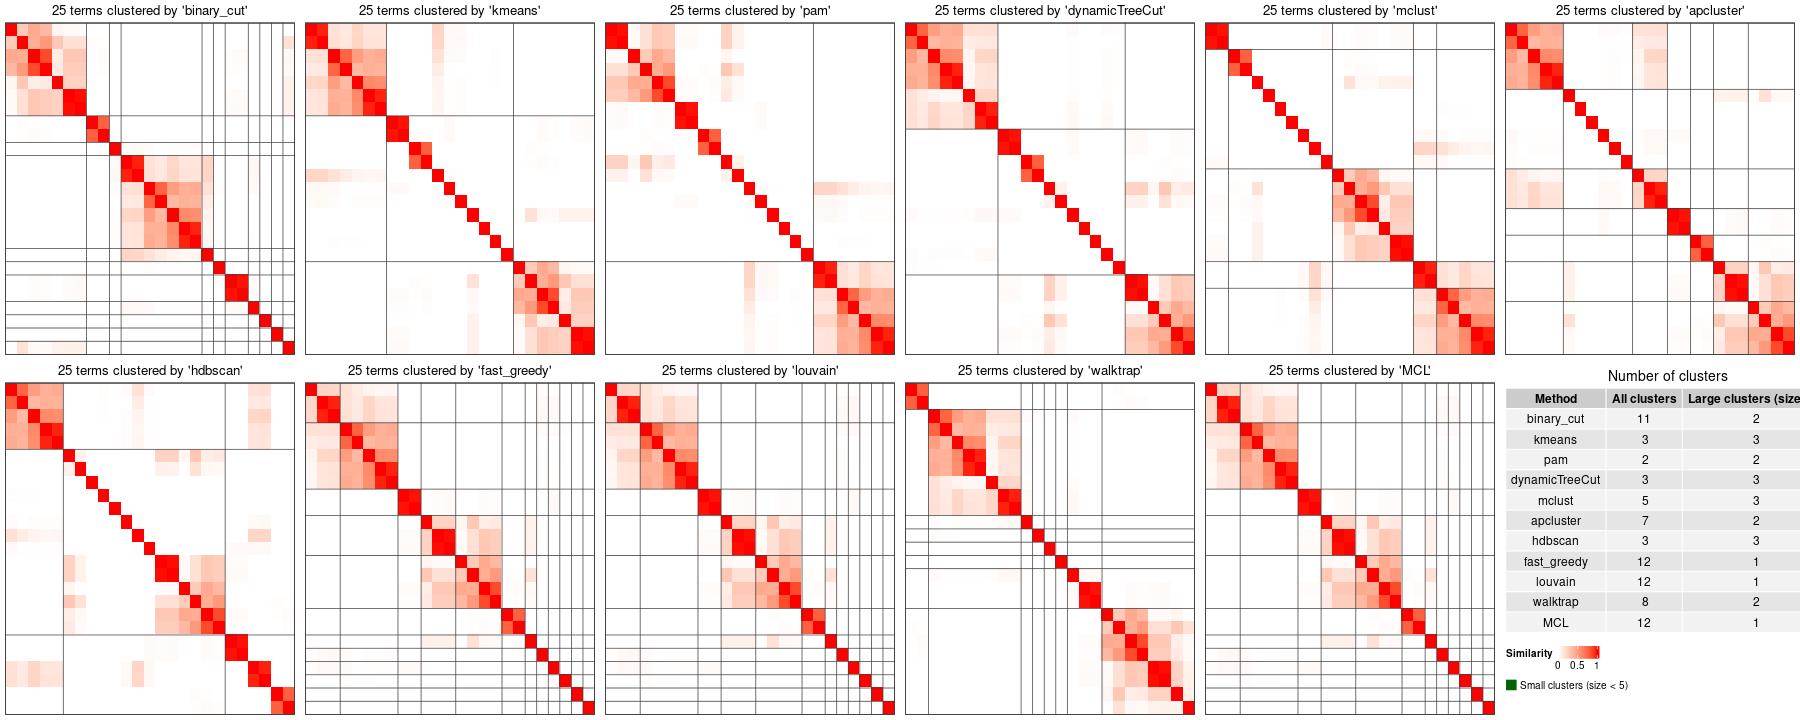 25 terms clustered by 'binary_cut'
25 terms clustered by 'kmeans'
25 terms clustered by 'pam'
25 terms clustered by 'dynamicTreeCut'
25 terms clustered by 'mclust'
25 terms clustered by 'apcluster'
25 terms clustered by 'hdbscan'
25 terms clustered by 'fast_greedy'
25 terms clustered by 'louvain'
25 terms clustered by 'walktrap'
25 terms clustered by 'MCL'
Number of clusters
Method All clusters Large clusters (size
binary_cut 11 2
kmeans 3 3
pam 2 2
dynamicTreeCut 3 3
mclust 5 3
apcluster 7 2
hdbscan 3 3
fast_greedy 12 1
louvain 12 1
walktrap 8 2
MCL 12 1
Similarity
0 0.5 1
Small clusters (size < 5)